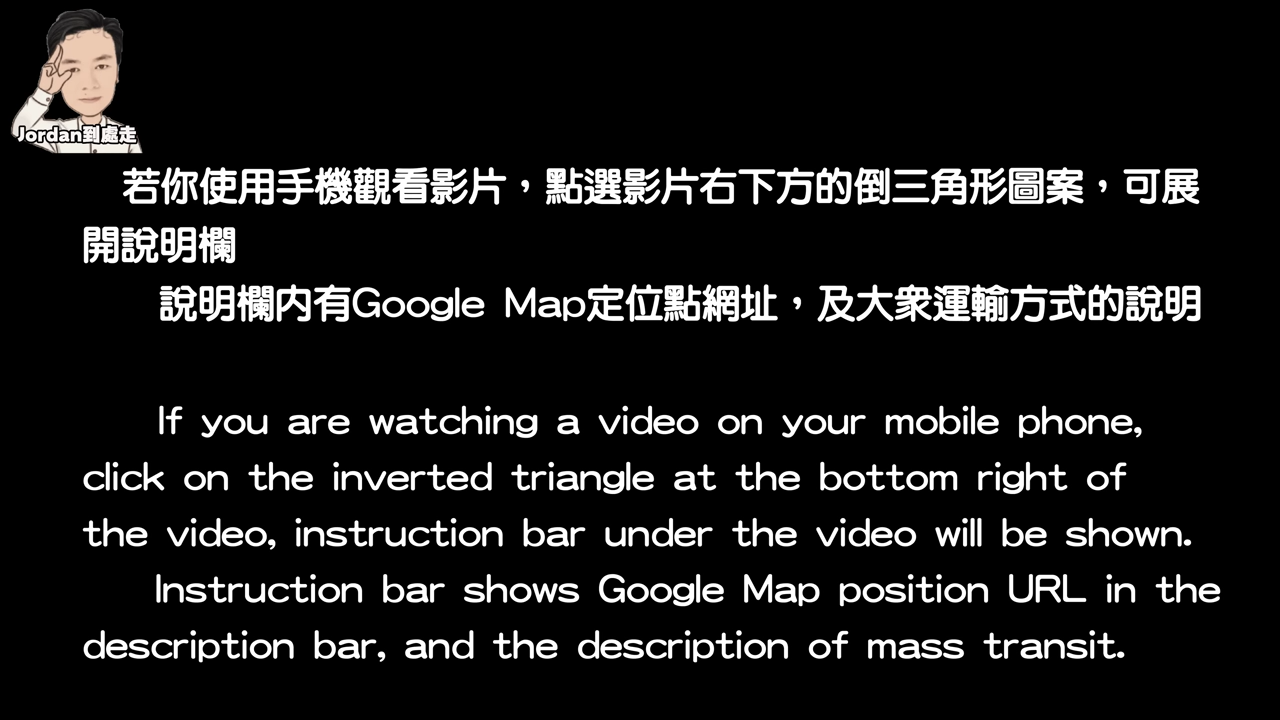 Jordan到處走
若你使用手機觀看影片，點選影片右下方的倒三角形圖案，可展
開說明欄
說明欄內有Google Map定位點網址，及大眾運輸方式的說明
If you are watching a video on your mobile phone,
click on the inverted triangle at the bottom right of
the video, instruction bar under the video will be shown.
Instruction bar shows Google Map position URL in the
description bar, and the description of mass transit.